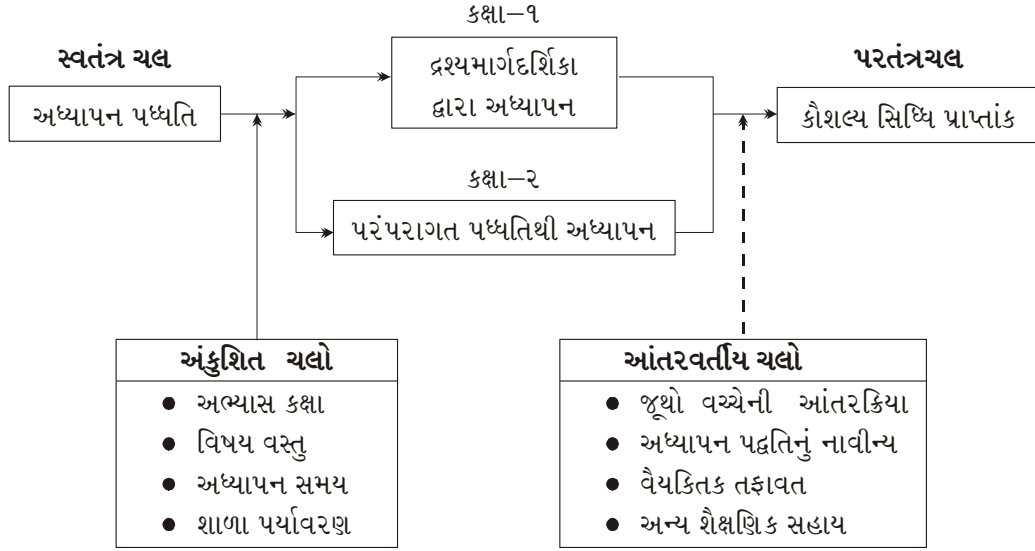 કક્ષા–૧
સ્વતંત્ર ચલ
દ્રશ્યમાર્ગદર્શિકા
દ્વારા અધ્યાપન
પરતંત્રચલ
અધ્યાપન પધ્ધતિ
કૌશલ્ય સિધ્ધિ પ્રાપ્તાંક
કક્ષા–૨
પરંપરાગત પધ્ધતિથી અધ્યાપન
અંકુશિત ચલો
● અભ્યાસ કક્ષા
● વિષય વસ્તુ
● અધ્યાપન સમય
● શાળા પર્યાવરણ
આંતરવર્તીય ચલો
● જૂથો વચ્ચેની આંતરક્રિયા
● અધ્યાપન પદ્વતિનું નાવીન્ય
● વૈયકિતક તફાવત
● અન્ય શૈક્ષણિક સહાય